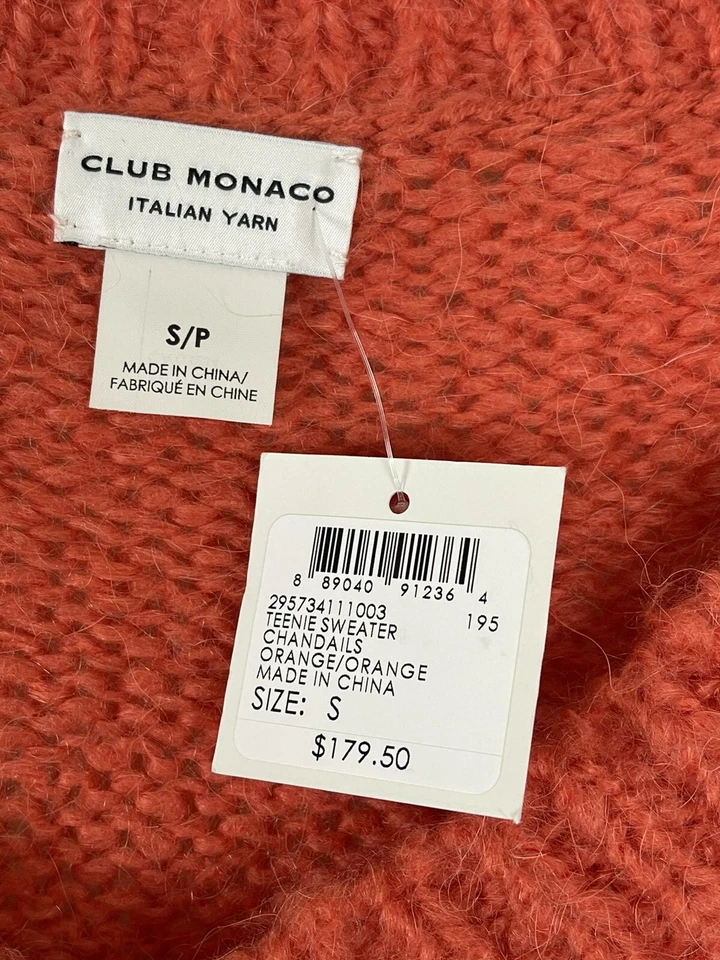 CLUB MONACO
ITALIAN YARN
S/P
MADE IN CHINA/
FABRIQUÉ EN CHINE
8 89040 91236 4
295734111003 195
TEENIE SWEATER
CHANDAILS
ORANGE/ORANGE
MADE IN CHINA
SIZE: S
$179.50